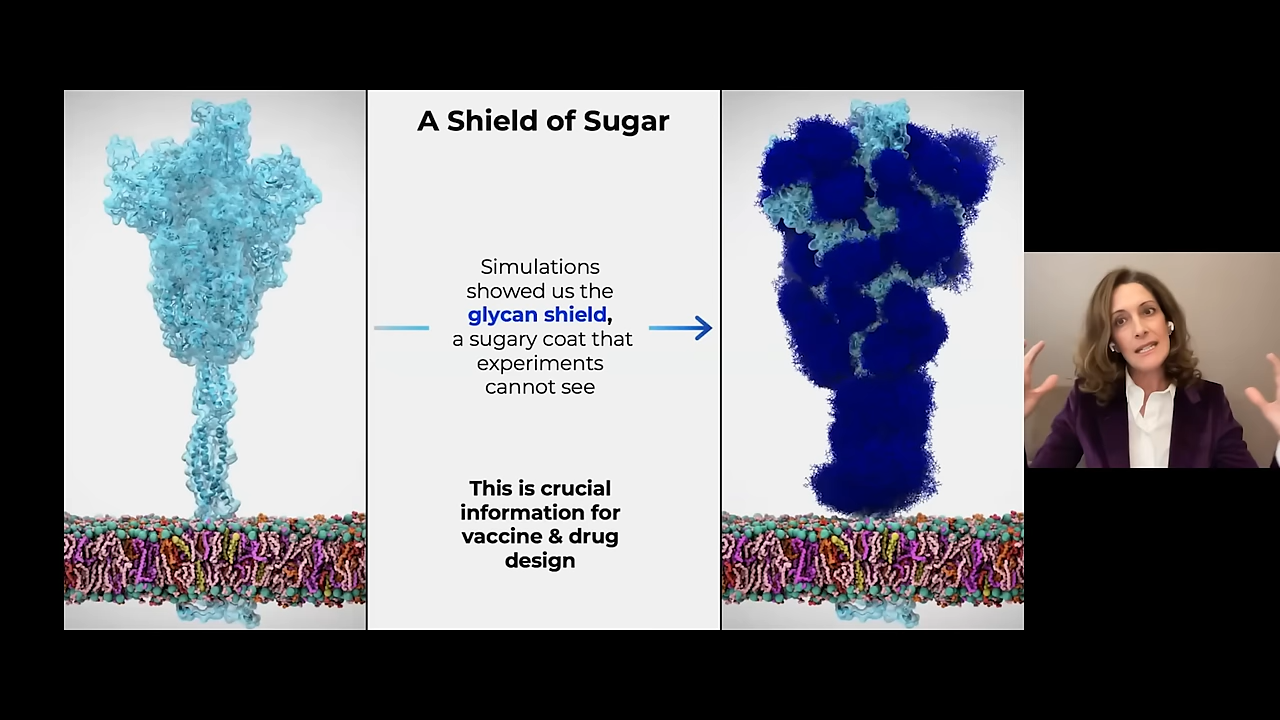 A Shield of Sugar
Simulations
showed us the
glycan shield,
a sugary coat that
experiments
cannot see
This is crucial
information for
vaccine & drug
design